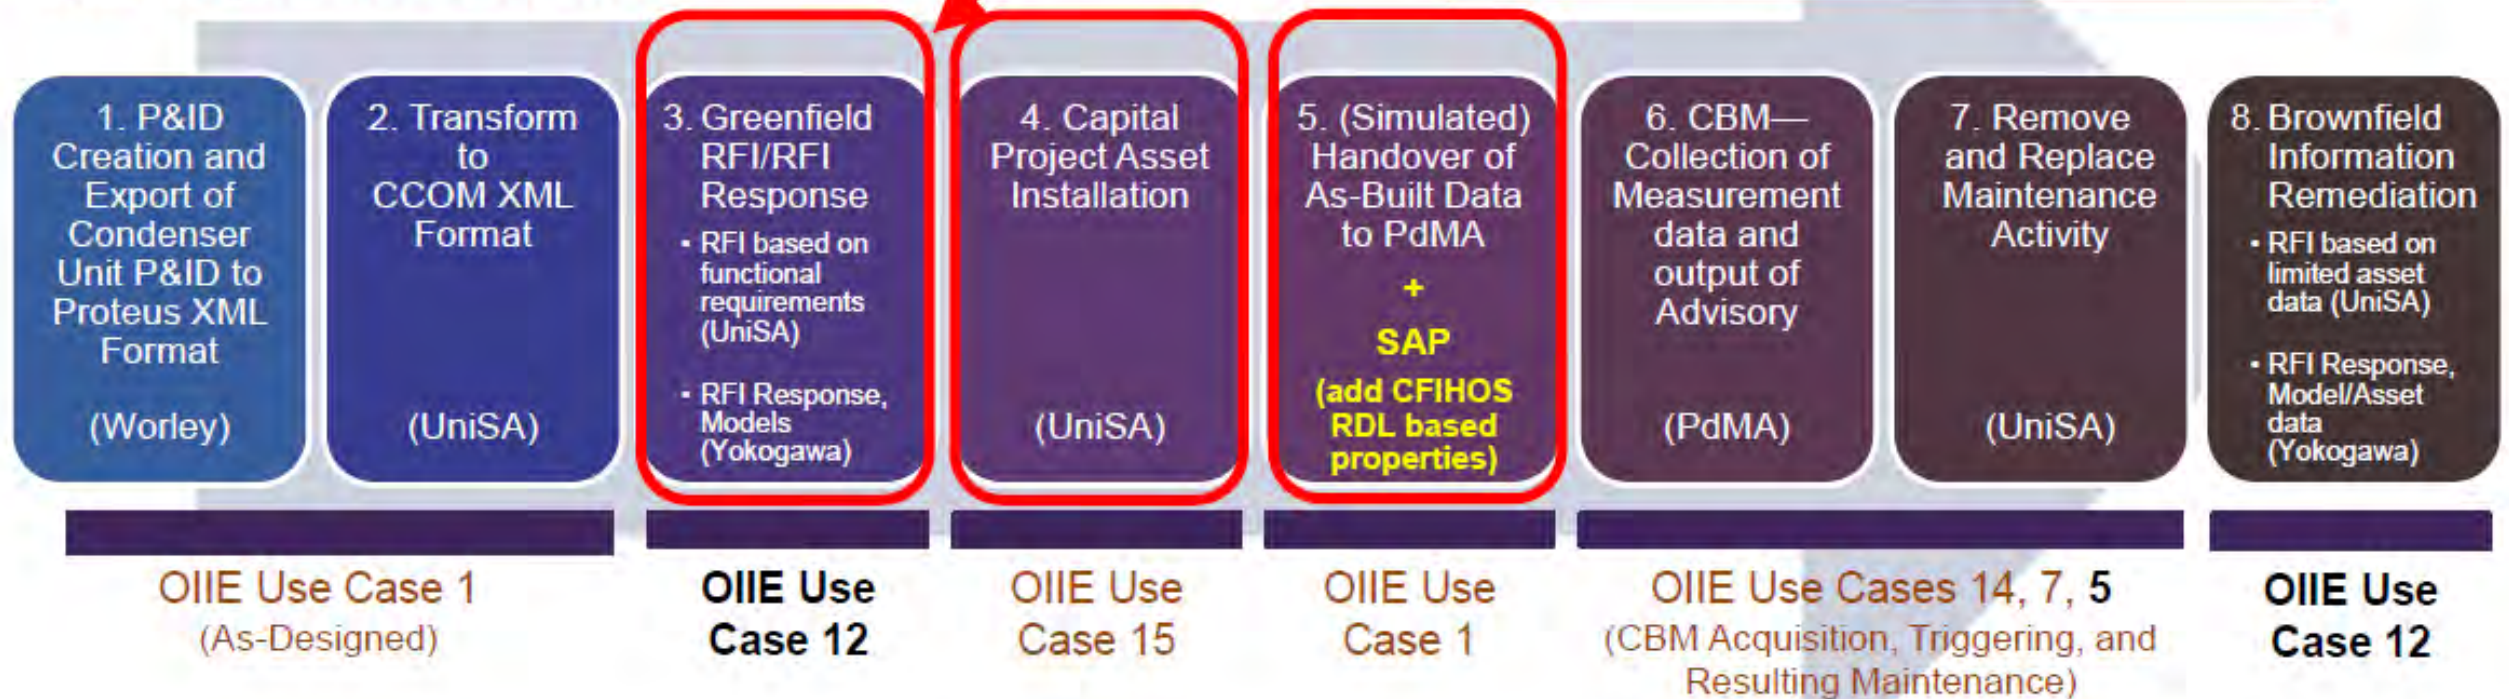 1. P&ID
Creation and
Export of
Condenser
Unit P&ID to
Proteus XML
Format
(Worley)
2. Transform
to
CCOM XML
Format
(UniSA)
3. Greenfield
RFI/RFI
Response
▪ RFI based on
functional
requirements
(UniSA)
▪ RFI Response,
Models
(Yokogawa)
4. Capital
Project Asset
Installation
(UniSA)
5. (Simulated)
Handover of
As-Built Data
to PdMA
+
SAP
(add CFIHOS
RDL based
properties)
6. CBM—
Collection of
Measurement
data and
output of
Advisory
(PdMA)
7. Remove
and Replace
Maintenance
Activity
(UniSA)
8. Brownfield
Information
Remediation
▪ RFI based on
limited asset
data (UniSA)
▪ RFI Response,
Model/Asset
data
(Yokogawa)
OIIE Use Case 1
(As-Designed)
OIIE Use
Case 12
OIIE Use
Case 15
OIIE Use
Case 1
OIIE Use Cases 14, 7, 5
(CBM Acquisition, Triggering, and
Resulting Maintenance)
OIIE Use
Case 12